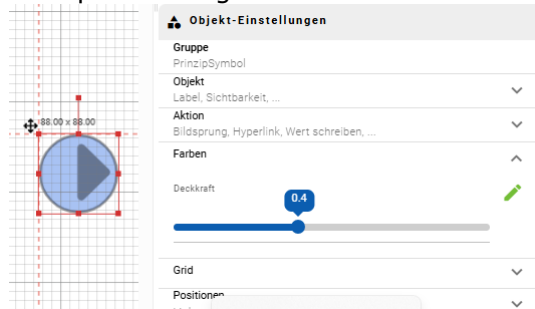 Objekt-Einstellungen
Gruppe
PrinzipSymbol
Objekt
Label, Sichtbarkeit, ...
Aktion
Bildsprung, Hyperlink, Wert schreiben, ...
88.00 x 88.00
Farben
Deckkraft
0.4
Grid
Positionen